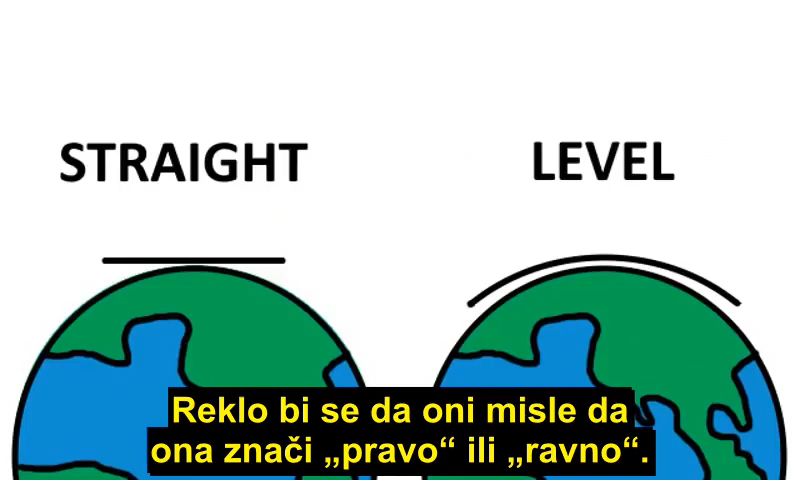 STRAIGHT
LEVEL
Reklo bi se da oni misle da
ona znači „pravo“ ili „ravno“.